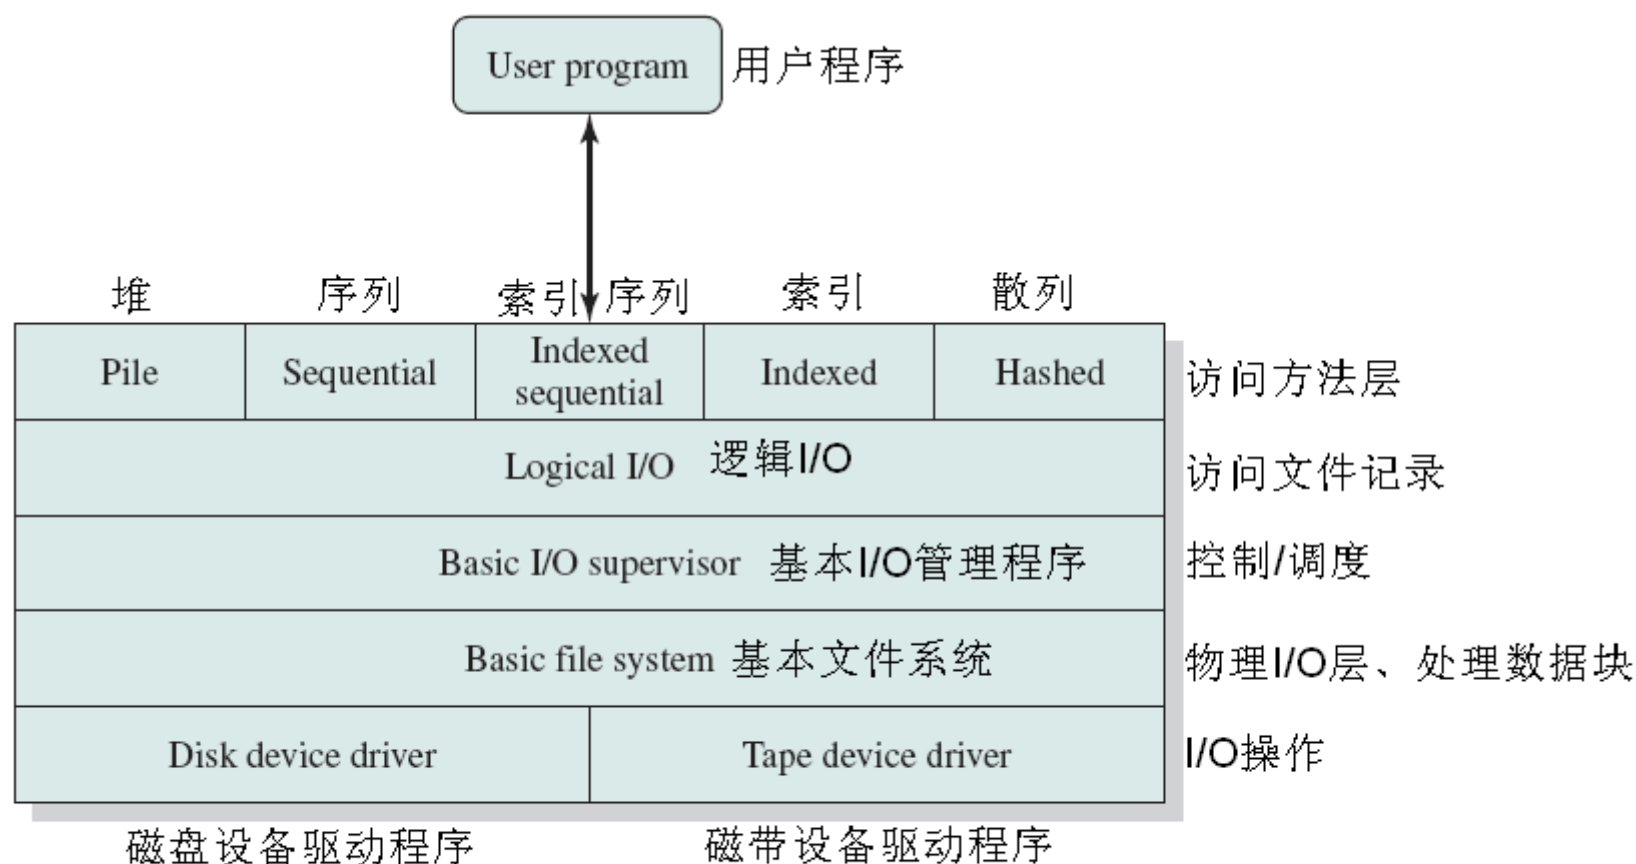 User program 用户程序
堆 序列 索引 序列 索引 散列
Pile Sequential Indexed sequential Indexed Hashed 访问方法层
Logical I/O 逻辑I/O 访问文件记录
Basic I/O supervisor 基本I/O管理程序 控制/调度
Basic file system 基本文件系统 物理I/O层、处理数据块
Disk device driver Tape device driver I/O操作
磁盘设备驱动程序 磁带设备驱动程序